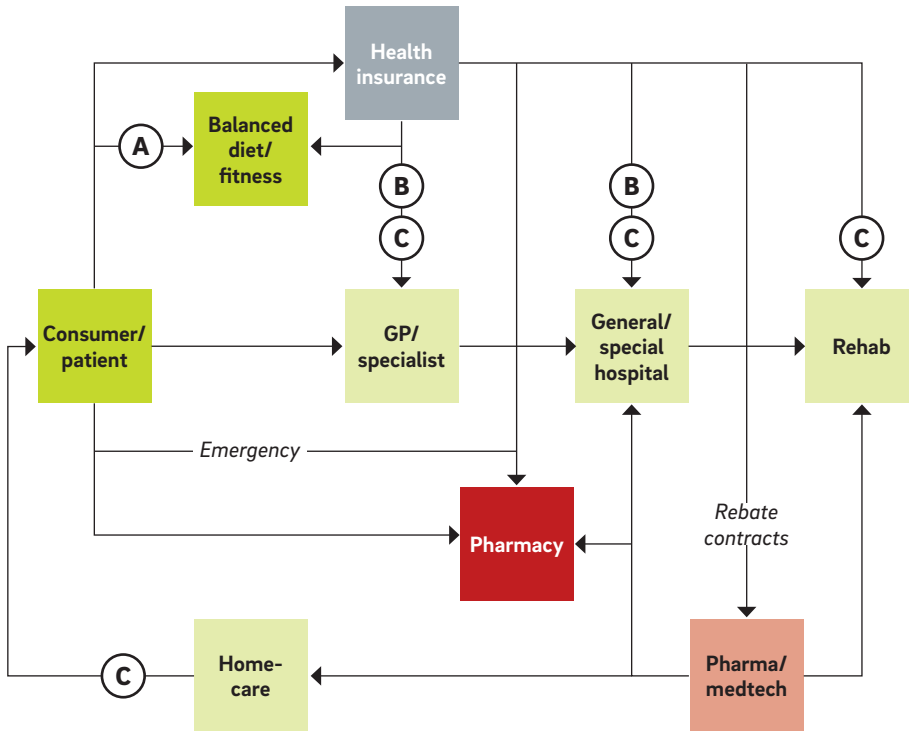 Health
insurance
Balanced
diet/
fitness
A
B
C
B
C
C
Consumer/
patient
GP/
specialist
General/
special
hospital
Rehab
Emergency
Pharmacy
Rebate
contracts
C
Home-
care
Pharma/
medtech